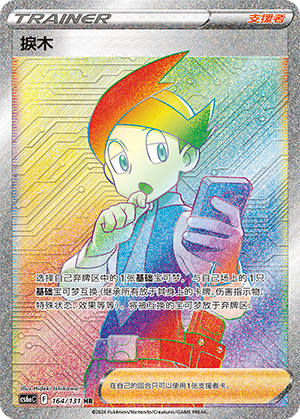 TRAINER 支援者
捩木
选择自己弃牌区中的1张基础宝可梦,与自己场上的1只
基础宝可梦互换(继承所有放于其身上的卡牌、伤害指示物、
特殊状态、效果等等)。将被互换的宝可梦放于弃牌区。
Illus. Hideki Ishikawa
CS6aC G 164/131 HR
在自己的回合只可以使用1张支援者卡。
©2024 Pokémon/Nintendo/Creatures/GAME FREAK.